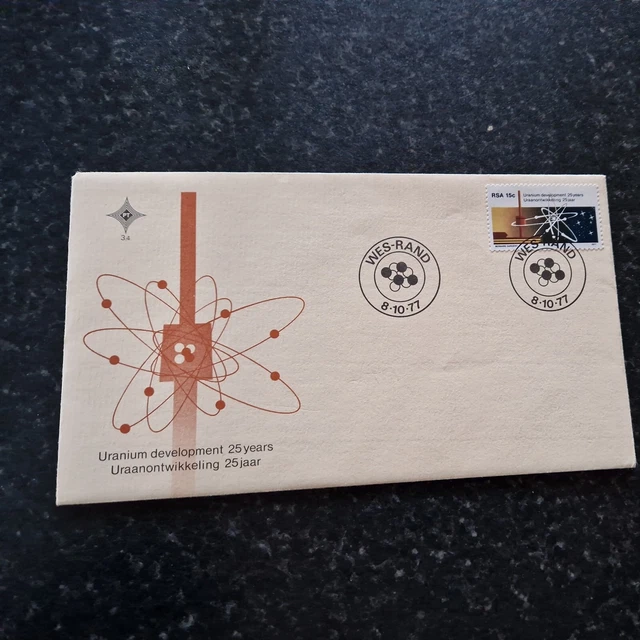 3.4
Uranium development 25 years
Uraanontwikkeling 25 jaar
WES-RAND
8·10·77
RSA 15c
Uranium development 25 years
Uraanontwikkeling 25 jaar
WES-RAND
8·10·77